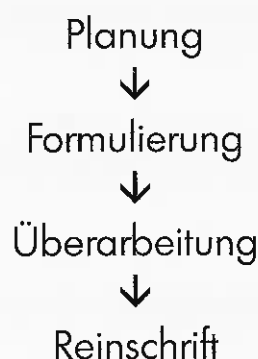 Planung
↓
Formulierung
↓
Überarbeitung
↓
Reinschrift